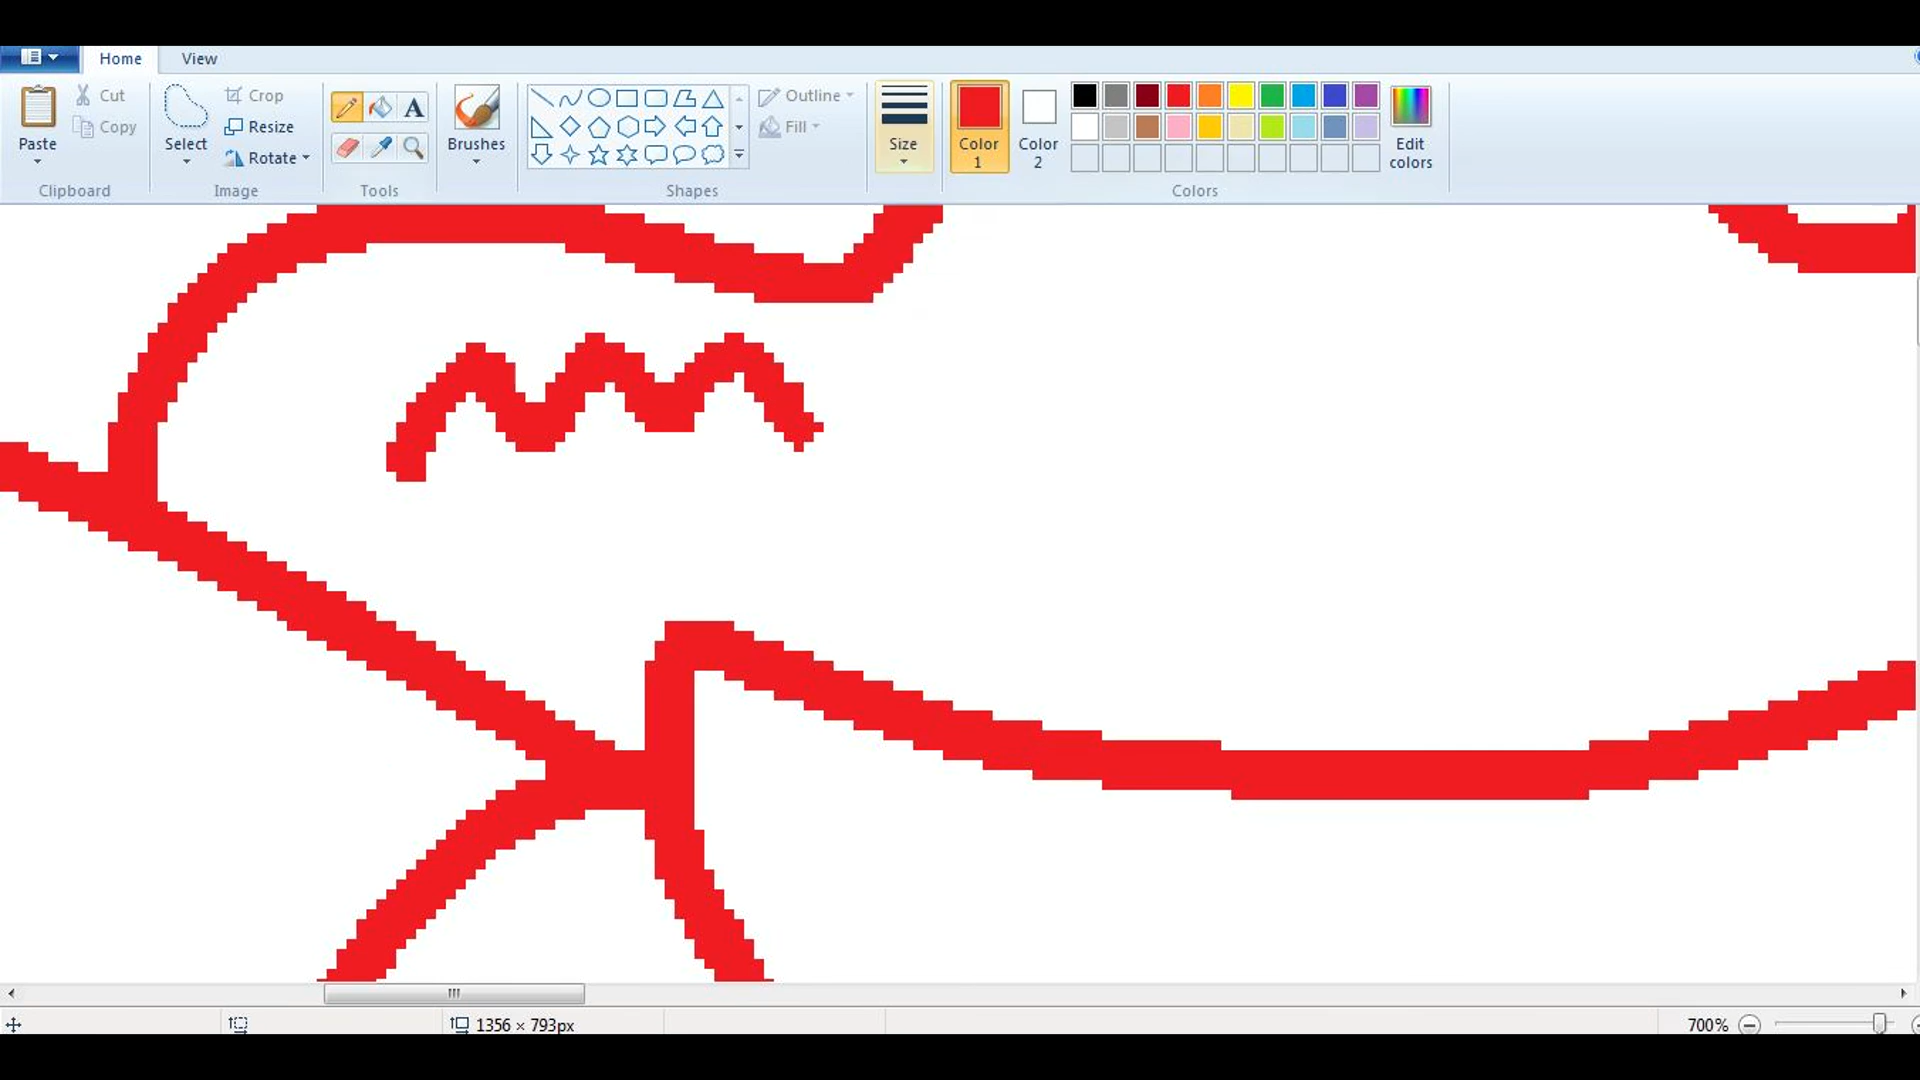 Home View
Paste Cut Copy Clipboard
Select Crop Resize Rotate Image
A Tools
Brushes
Shapes Outline Fill
Size
Color 1 Color 2 Edit colors Colors
1356 × 793px 700%